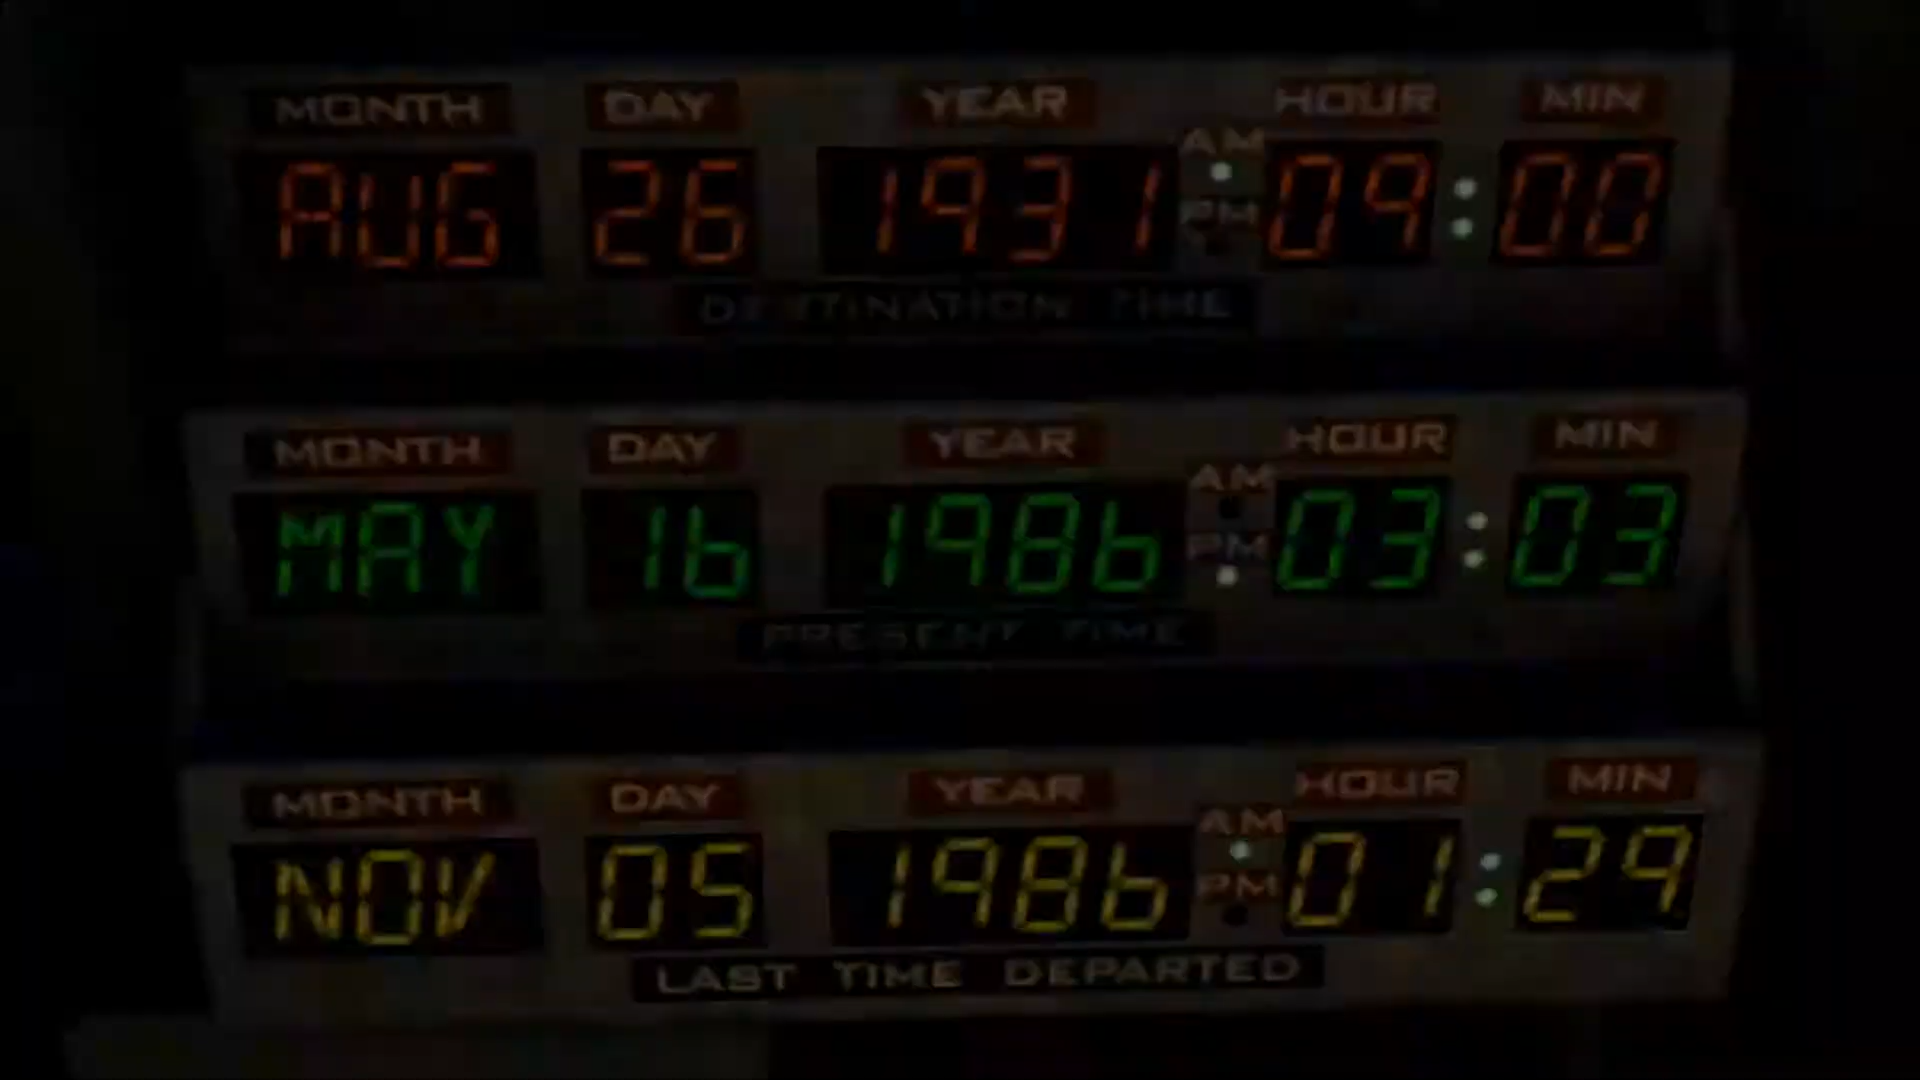 MONTH DAY YEAR HOUR MIN
AUG 26 1931 AM PM 09:00
DESTINATION TIME
MONTH DAY YEAR HOUR MIN
MAY 16 1986 AM PM 03:03
PRESENT TIME
MONTH DAY YEAR HOUR MIN
NOV 05 1986 AM PM 01:29
LAST TIME DEPARTED